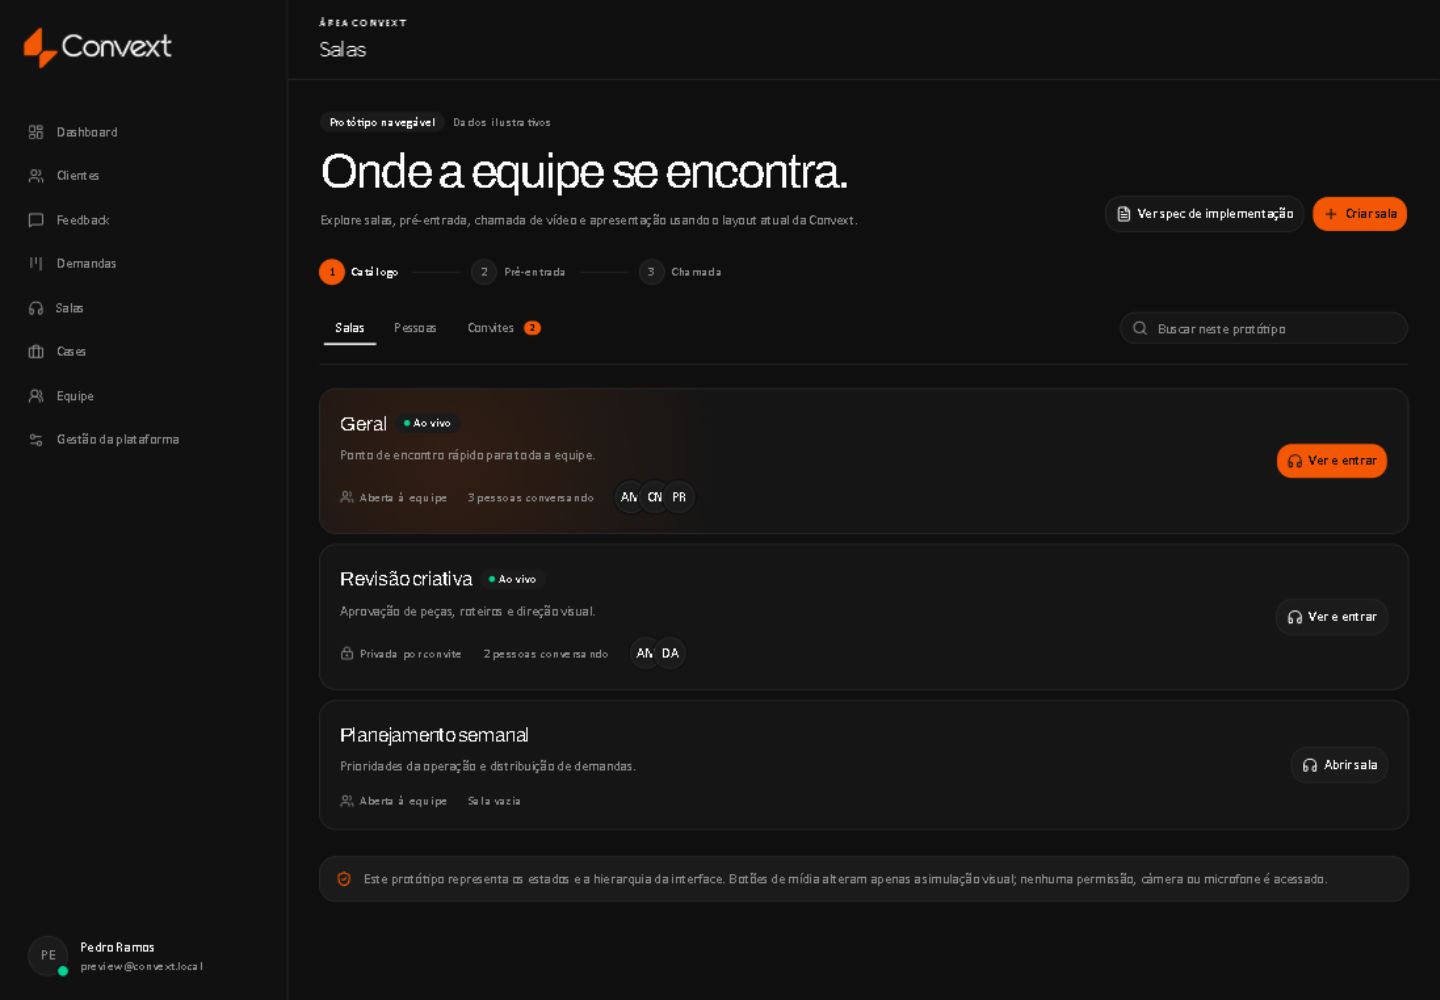 Convext
ÁREA CONVEXT
Salas
Dashboard
Clientes
Feedback
Demandas
Salas
Cases
Equipe
Gestão da plataforma
Protótipo navegável Dados ilustrativos
Onde a equipe se encontra.
Explore salas, pré-entrada, chamada de vídeo e apresentação usando o layout atual da Convext.
Ver spec de implementação
Criar sala
1 Catálogo 2 Pré-entrada 3 Chamada
Salas Pessoas Convites 2
Buscar neste protótipo
Geral Ao vivo
Ponto de encontro rápido para toda a equipe.
Aberta à equipe 3 pessoas conversando CN PR
Ver e entrar
Revisão criativa Ao vivo
Aprovação de peças, roteiros e direção visual.
Privada por convite 2 pessoas conversando DA
Ver e entrar
Planejamento semanal
Prioridades da operação e distribuição de demandas.
Aberta à equipe Sala vazia
Abrir sala
Este protótipo representa os estados e a hierarquia da interface. Botões de mídia alteram apenas a simulação visual; nenhuma permissão, câmera ou microfone é acessado.
PE
Pedro Ramos
preview@convext.local